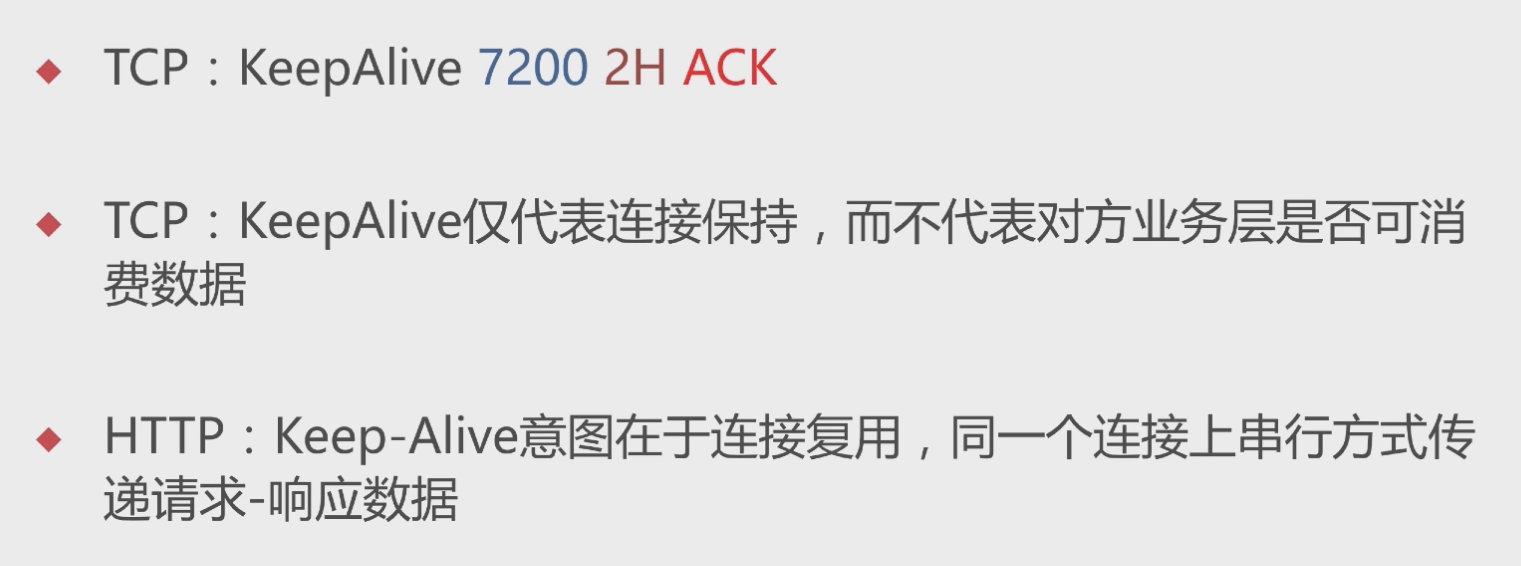 TCP：KeepAlive 7200 2H ACK
TCP：KeepAlive仅代表连接保持，而不代表对方业务层是否可消
费数据
HTTP：Keep-Alive意图在于连接复用，同一个连接上串行方式传
递请求-响应数据